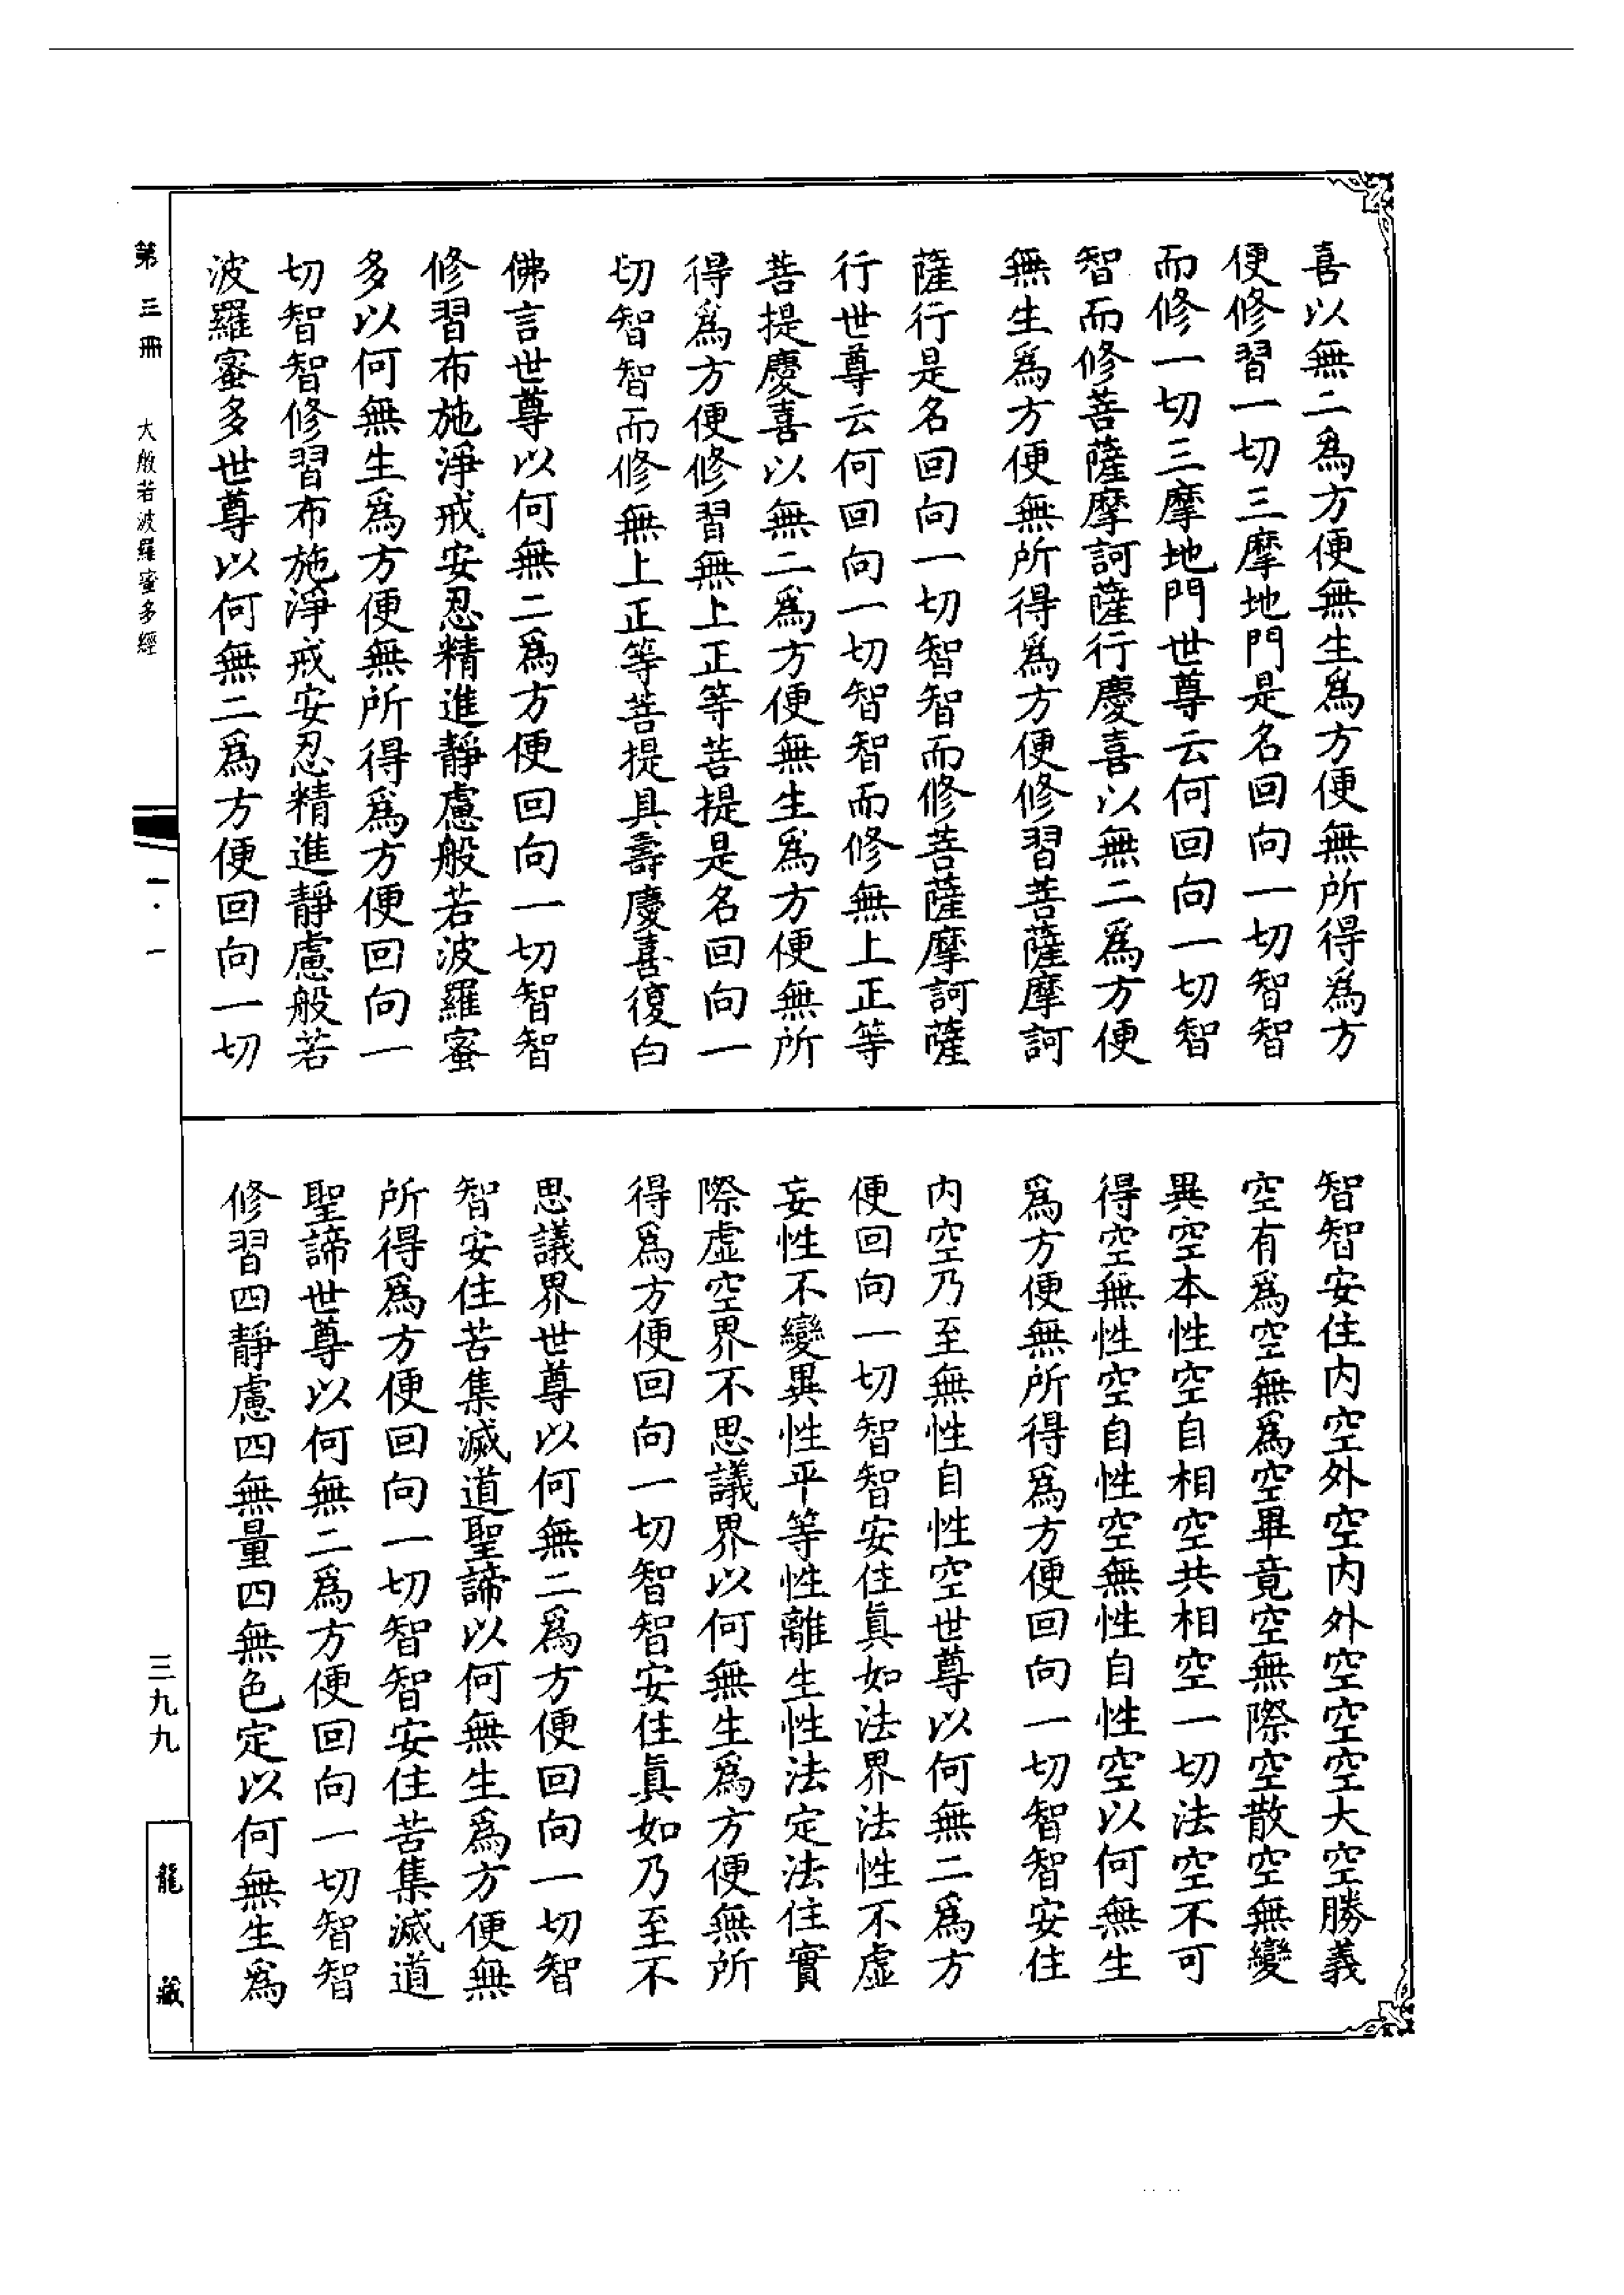 喜以無二爲方便無生爲方便無所得爲方
便修習一切三摩地門是名回向一切智智
而修一切三摩地門世尊云何回向一切智
智而修菩薩摩訶薩行慶喜以無二爲方便
無生爲方便無所得爲方便修習菩薩摩訶
薩行是名回向一切智智而修菩薩摩訶薩
行世尊云何回向一切智智而修無上正等
菩提慶喜以無二爲方便無生爲方便無所
得爲方便修習無上正等菩提是名回向一
切智智而修無上正等菩提具壽慶喜復白
佛言世尊以何無二爲方便回向一切智智
修習布施淨戒安忍精進靜慮般若波羅蜜
多以何無生爲方便無所得爲方便回向一
切智智修習布施淨戒安忍精進靜慮般若
波羅蜜多世尊以何無二爲方便回向一切
智智安住内空外空内外空空空大空勝義
空有爲空無爲空畢竟空無際空散空無變
異空本性空自相空共相空一切法空不可
得空無性空自性空無性自性空以何無生
爲方便無所得爲方便回向一切智智安住
内空乃至無性自性空世尊以何無二爲方
便回向一切智智安住眞如法界法性不虛
妄性不變異性平等性離生性法定法住實
際虛空界不思議界以何無生爲方便無所
得爲方便回向一切智智安住眞如乃至不
思議界世尊以何無二爲方便回向一切智
智安住苦集滅道聖諦以何無生爲方便無
所得爲方便回向一切智智安住苦集滅道
聖諦世尊以何無二爲方便回向一切智智
修習四靜慮四無量四無色定以何無生爲
第三冊
大般若波羅蜜多經
一·一
三九九
龍藏